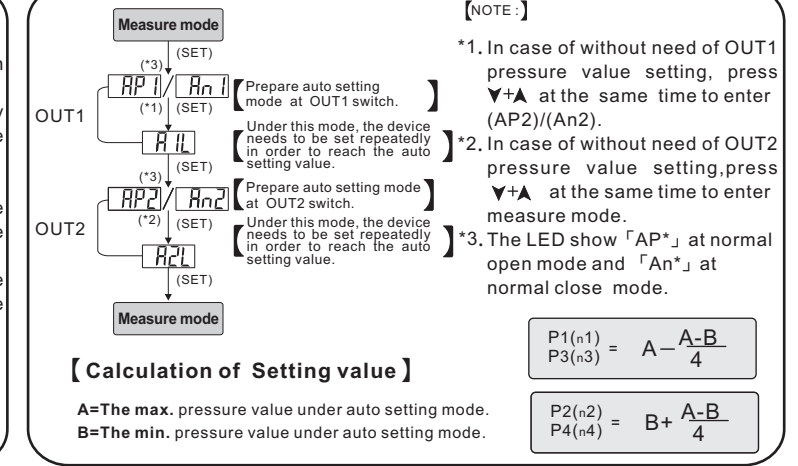 Measure mode
(SET)
(*3)
AP1 / An1
(*1) (SET)
【Prepare auto setting
mode at OUT1 switch.】
OUT1
A1L
【Under this mode, the device
needs to be set repeatedly
in order to reach the auto
setting value.】
(SET)
(*3)
AP2 / An2
(*2) (SET)
【Prepare auto setting mode
at OUT2 switch.】
OUT2
A2L
【Under this mode, the device
needs to be set repeatedly
in order to reach the auto
setting value.】
(SET)
Measure mode
【NOTE :】
*1. In case of without need of OUT1
pressure value setting, press
⮟+⮝ at the same time to enter
(AP2)/(An2).
*2. In case of without need of OUT2
pressure value setting,press
⮟+⮝ at the same time to enter
measure mode.
*3. The LED show「AP*」at normal
open mode and 「An*」at
normal close mode.
【Calculation of Setting value】
A=The max. pressure value under auto setting mode.
B=The min. pressure value under auto setting mode.
P1(n1)
P3(n3) = A－A-B
4
P2(n2)
P4(n4) = B+ A-B
4